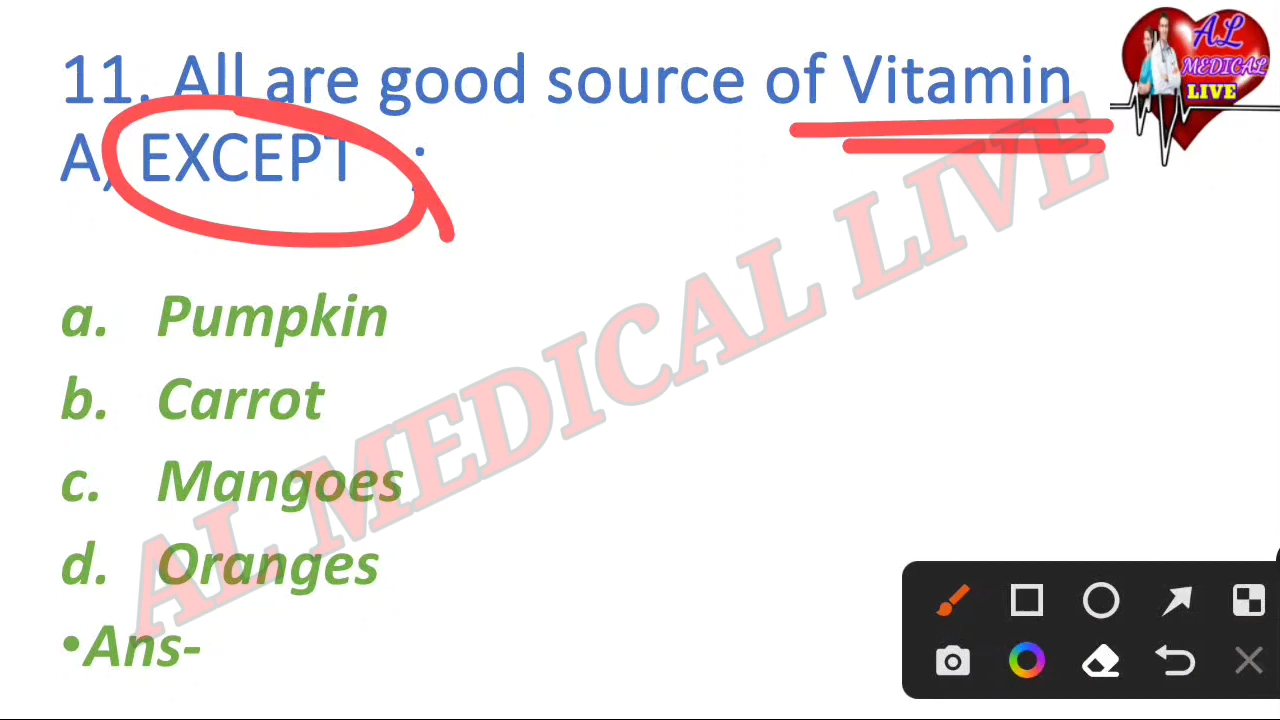 11. All are good source of Vitamin
A, EXCEPT ;
a. Pumpkin
b. Carrot
c. Mangoes
d. Oranges
•Ans-
AL MEDICAL LIVE
AL
MEDICAL
LIVE